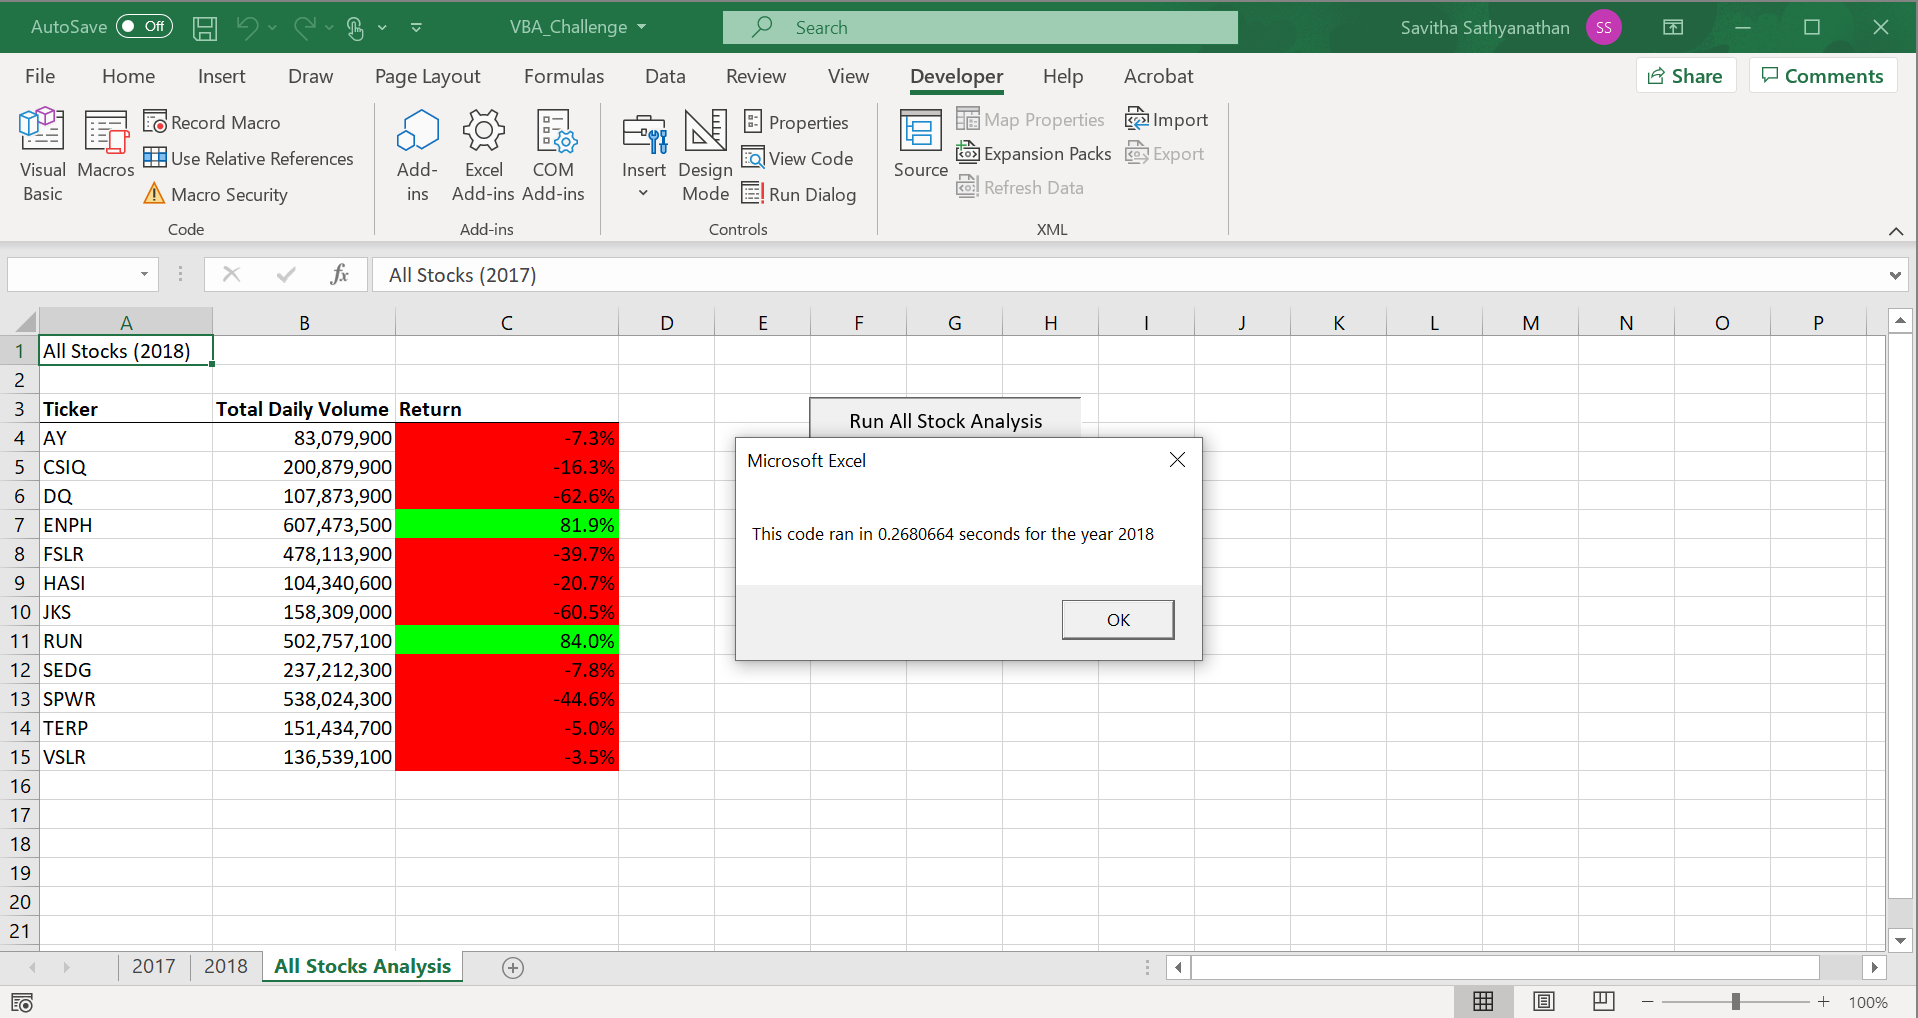 AutoSave Off VBA_Challenge Search Savitha Sathyanathan SS
File Home Insert Draw Page Layout Formulas Data Review View Developer Help Acrobat Share Comments
Visual Basic
Macros
Record Macro
Use Relative References
Macro Security
Code
Add-ins
Excel Add-ins
COM Add-ins
Add-ins
Insert
Design Mode
Properties
View Code
Run Dialog
Controls
Source
Map Properties
Expansion Packs
Refresh Data
Import
Export
XML
fx All Stocks (2017)
A B C D E F G H I J K L M N O P
1 All Stocks (2018)
2
3 Ticker Total Daily Volume Return
Run All Stock Analysis
4 AY 83,079,900 -7.3%
5 CSIQ 200,879,900 -16.3%
6 DQ 107,873,900 -62.6%
7 ENPH 607,473,500 81.9%
8 FSLR 478,113,900 -39.7%
9 HASI 104,340,600 -20.7%
10 JKS 158,309,000 -60.5%
11 RUN 502,757,100 84.0%
12 SEDG 237,212,300 -7.8%
13 SPWR 538,024,300 -44.6%
14 TERP 151,434,700 -5.0%
15 VSLR 136,539,100 -3.5%
16
17
18
19
20
21
Microsoft Excel
This code ran in 0.2680664 seconds for the year 2018
OK
2017 2018 All Stocks Analysis
100%